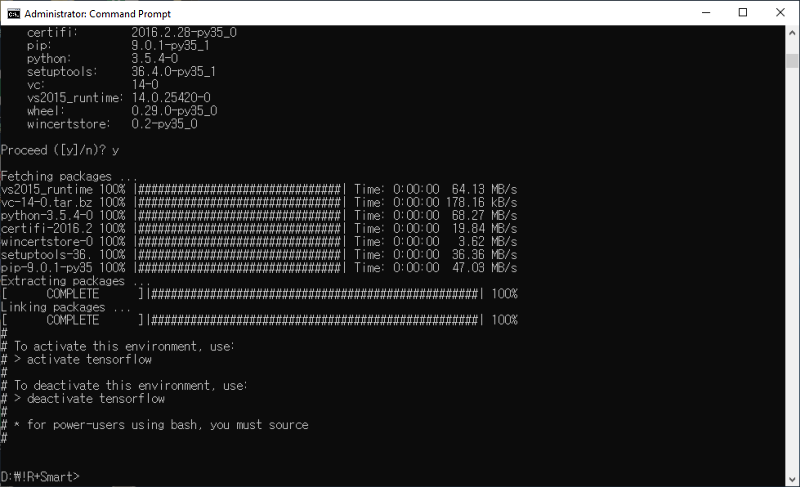 Administrator: Command Prompt
certifi: 2016.2.28-py35_0
pip: 9.0.1-py35_1
python: 3.5.4-0
setuptools: 36.4.0-py35_1
vc: 14-0
vs2015_runtime: 14.0.25420-0
wheel: 0.29.0-py35_0
wincertstore: 0.2-py35_0
Proceed ([y]/n)? y
Fetching packages ...
vs2015_runtime 100% |###############################| Time: 0:00:00 64.13 MB/s
vc-14-0.tar.bz 100% |###############################| Time: 0:00:00 178.16 kB/s
python-3.5.4-0 100% |###############################| Time: 0:00:00 68.27 MB/s
certifi-2016.2 100% |###############################| Time: 0:00:00 19.84 MB/s
wincertstore-0 100% |###############################| Time: 0:00:00 3.62 MB/s
setuptools-36. 100% |###############################| Time: 0:00:00 36.36 MB/s
pip-9.0.1-py35 100% |###############################| Time: 0:00:00 47.03 MB/s
Extracting packages ...
[ COMPLETE ]|##################################################| 100%
Linking packages ...
[ COMPLETE ]|##################################################| 100%
#
# To activate this environment, use:
# > activate tensorflow
#
# To deactivate this environment, use:
# > deactivate tensorflow
#
# * for power-users using bash, you must source
#
D:₩!R+Smart>